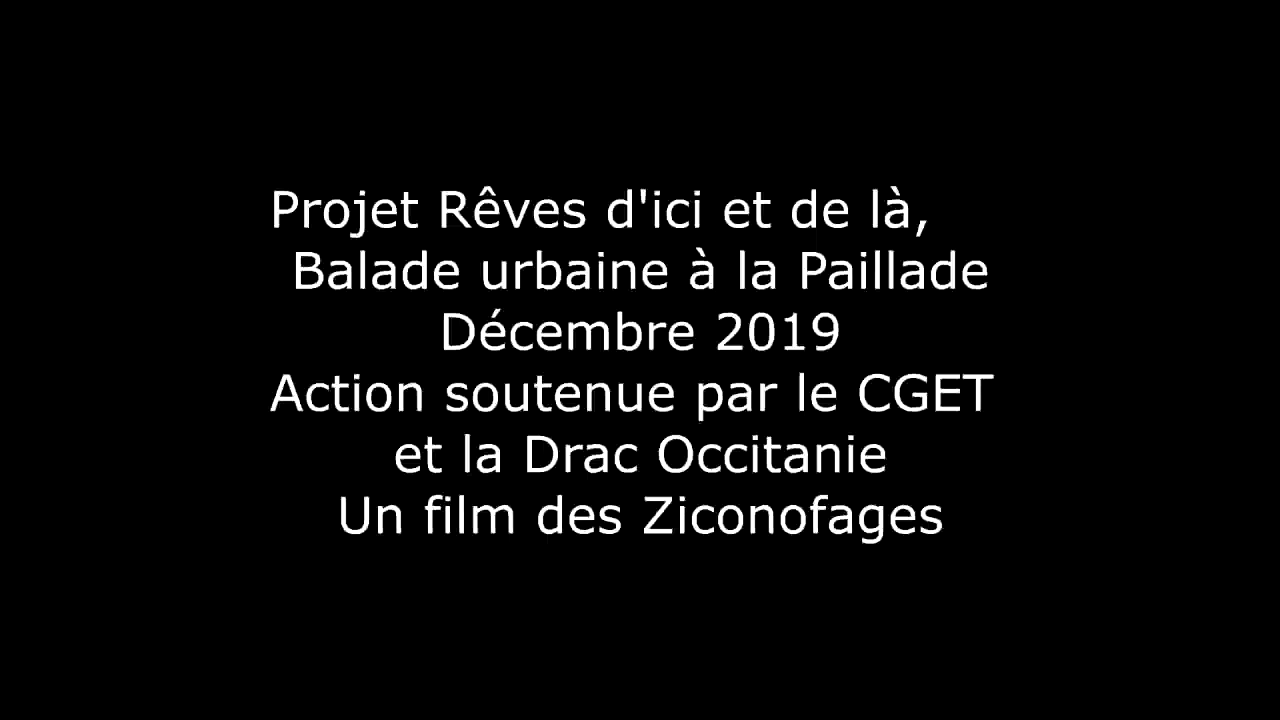 Projet Rêves d'ici et de là,
Balade urbaine à la Paillade
Décembre 2019
Action soutenue par le CGET
et la Drac Occitanie
Un film des Ziconofages